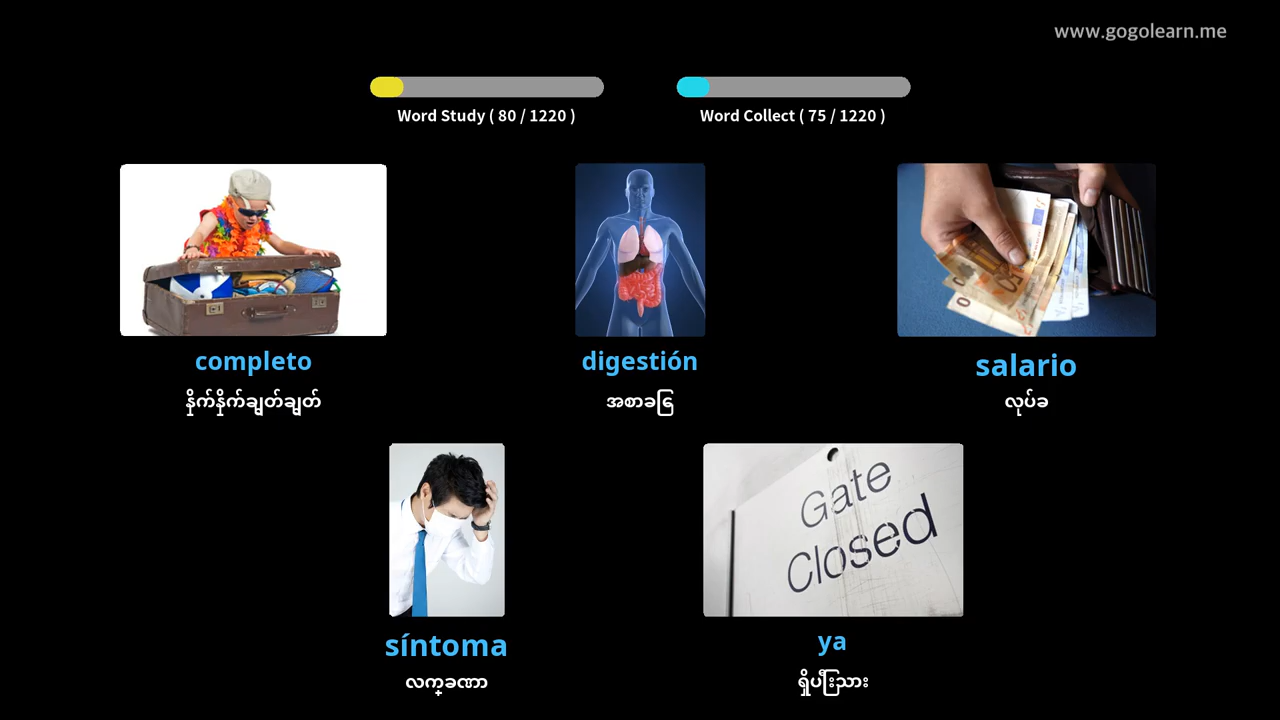 www.gogolearn.me
Word Study ( 80 / 1220 )
Word Collect ( 75 / 1220 )
completo
နှိုက်နှိုက်ချွတ်ချွတ်
digestión
အစာခြေ
salario
လုပ်ခ
Gate
Closed
síntoma
လက္ခဏာ
ya
ရှိပြီးသား